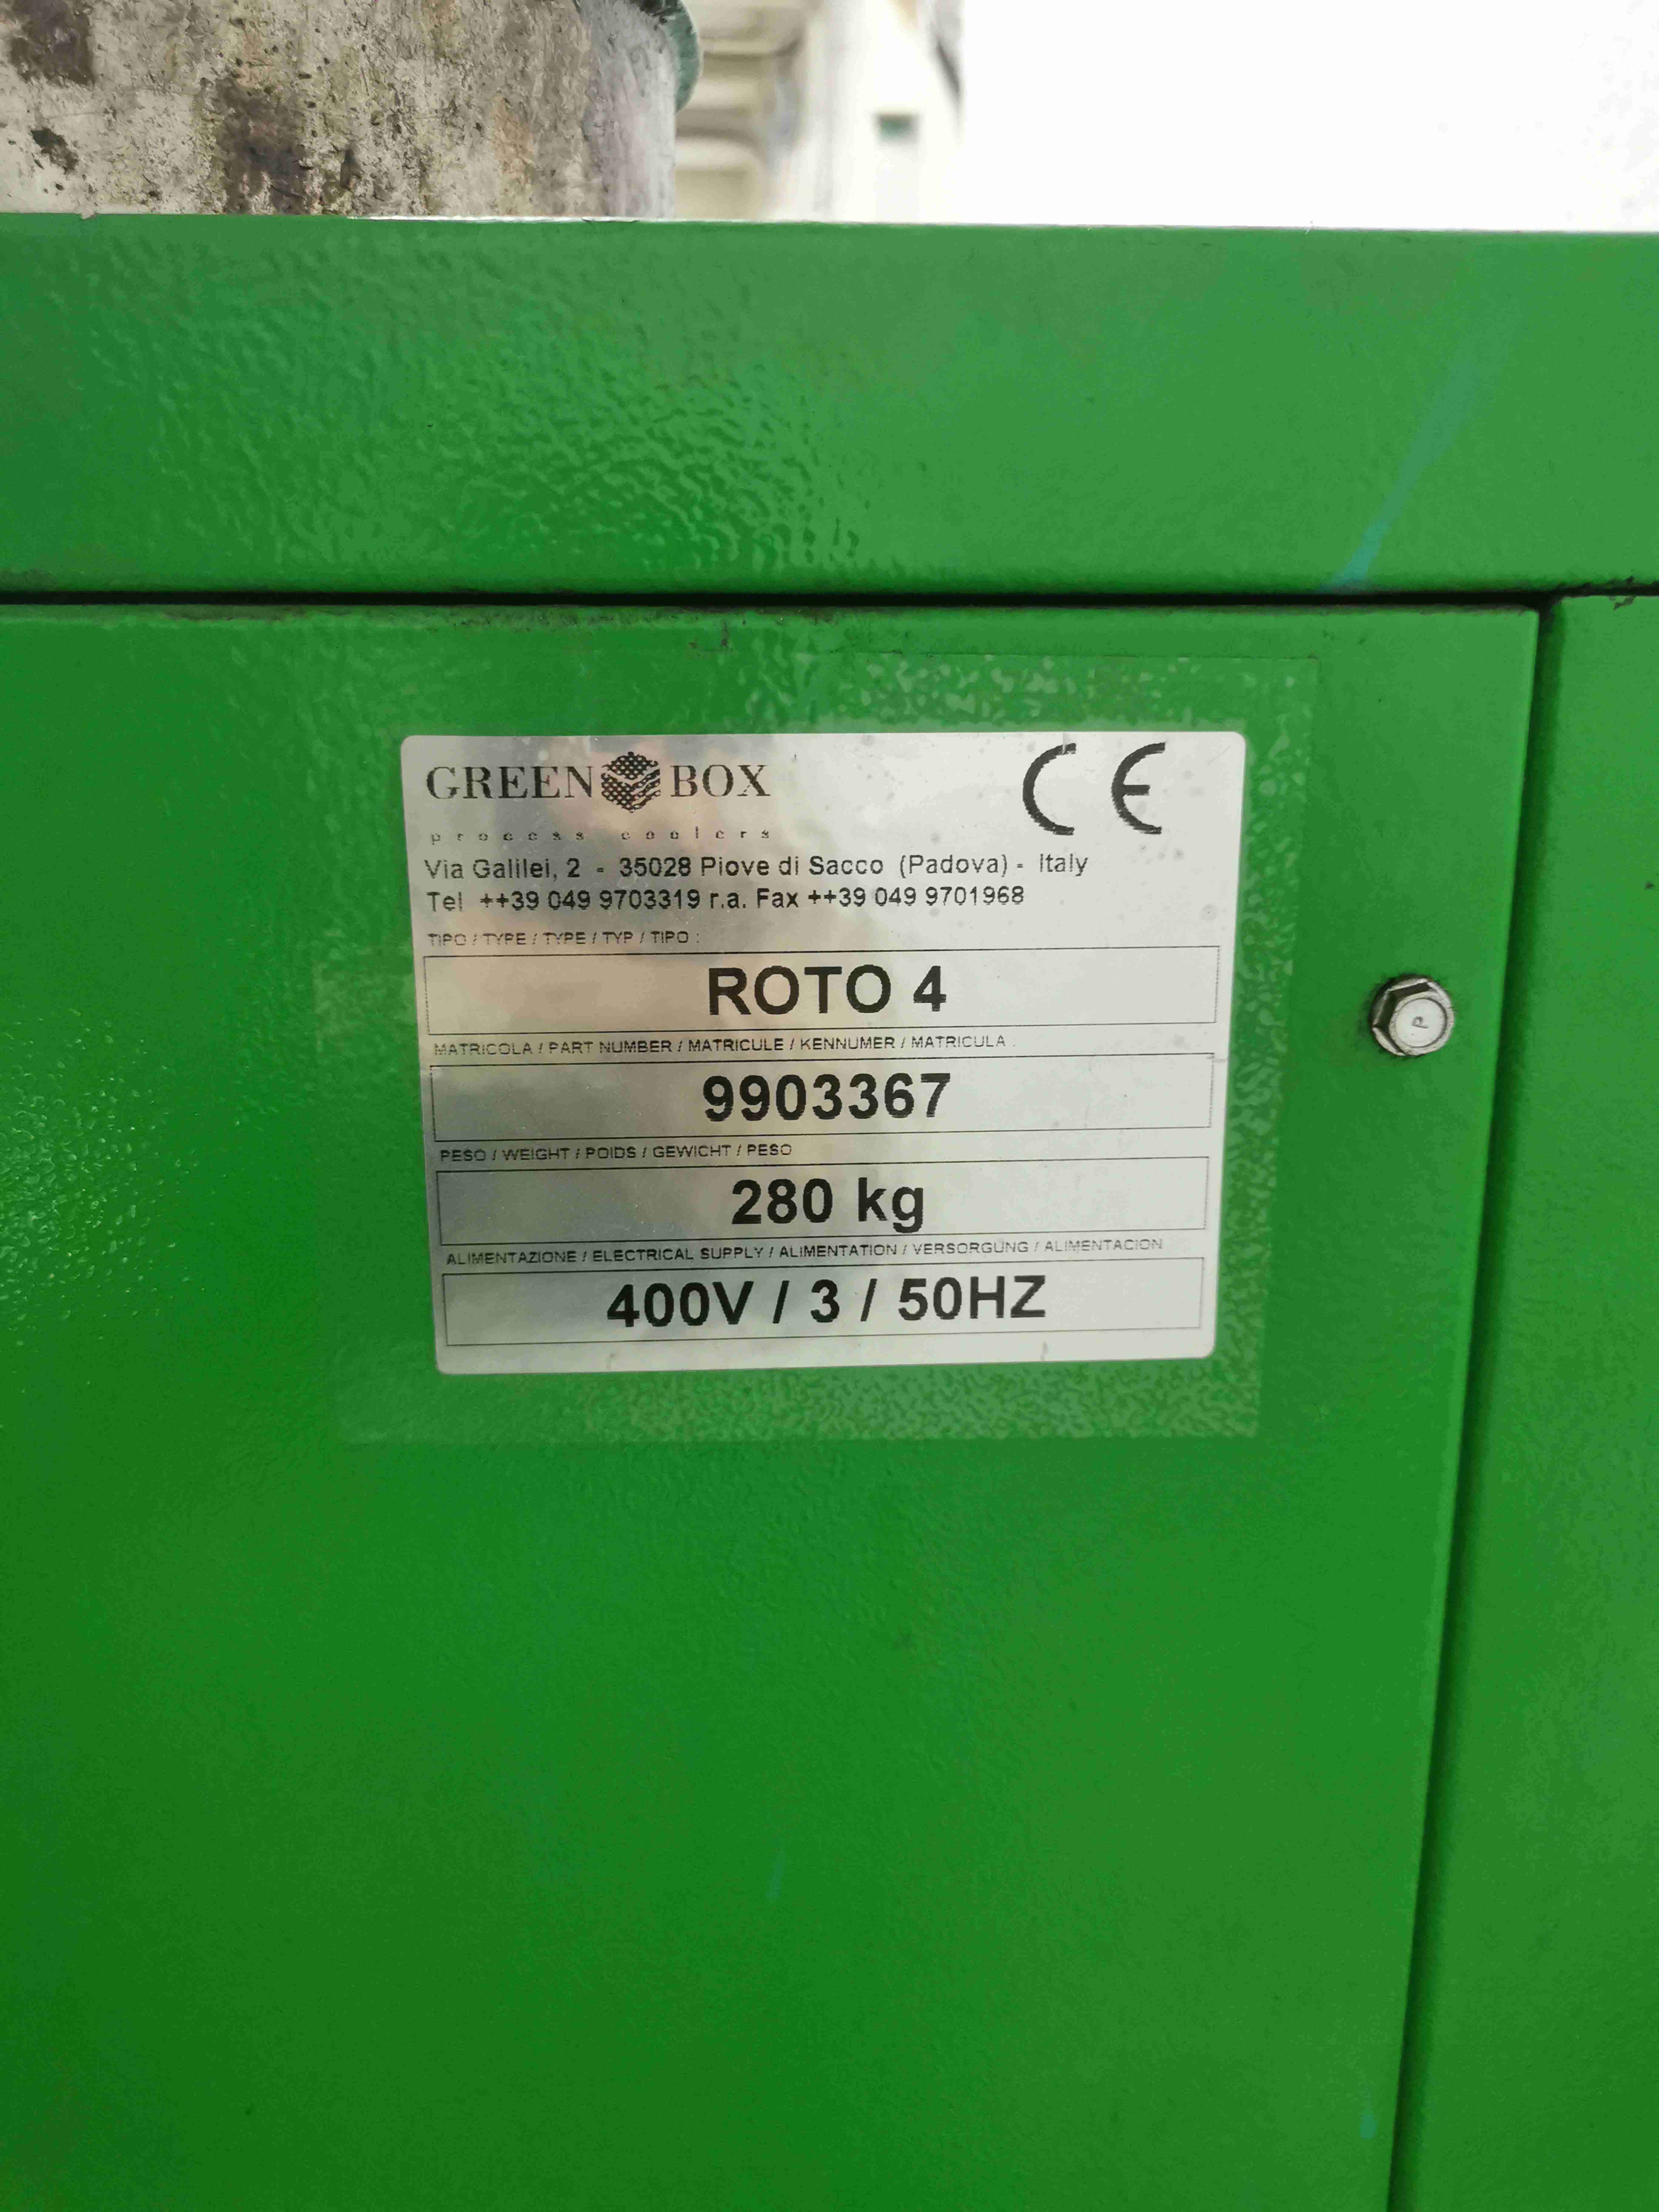 GREEN BOX
process coolers
CE
Via Galilei, 2 - 35028 Piove di Sacco (Padova) - Italy
Tel ++39 049 9703319 r.a. Fax ++39 049 9701968
TIPO / TYPE / TYPE / TYP / TIPO :
ROTO 4
MATRICOLA / PART NUMBER / MATRICULE / KENNUMER / MATRICULA :
9903367
PESO / WEIGHT / POIDS / GEWICHT / PESO
280 kg
ALIMENTAZIONE / ELECTRICAL SUPPLY / ALIMENTATION / VERSORGUNG / ALIMENTACION
400V / 3 / 50HZ